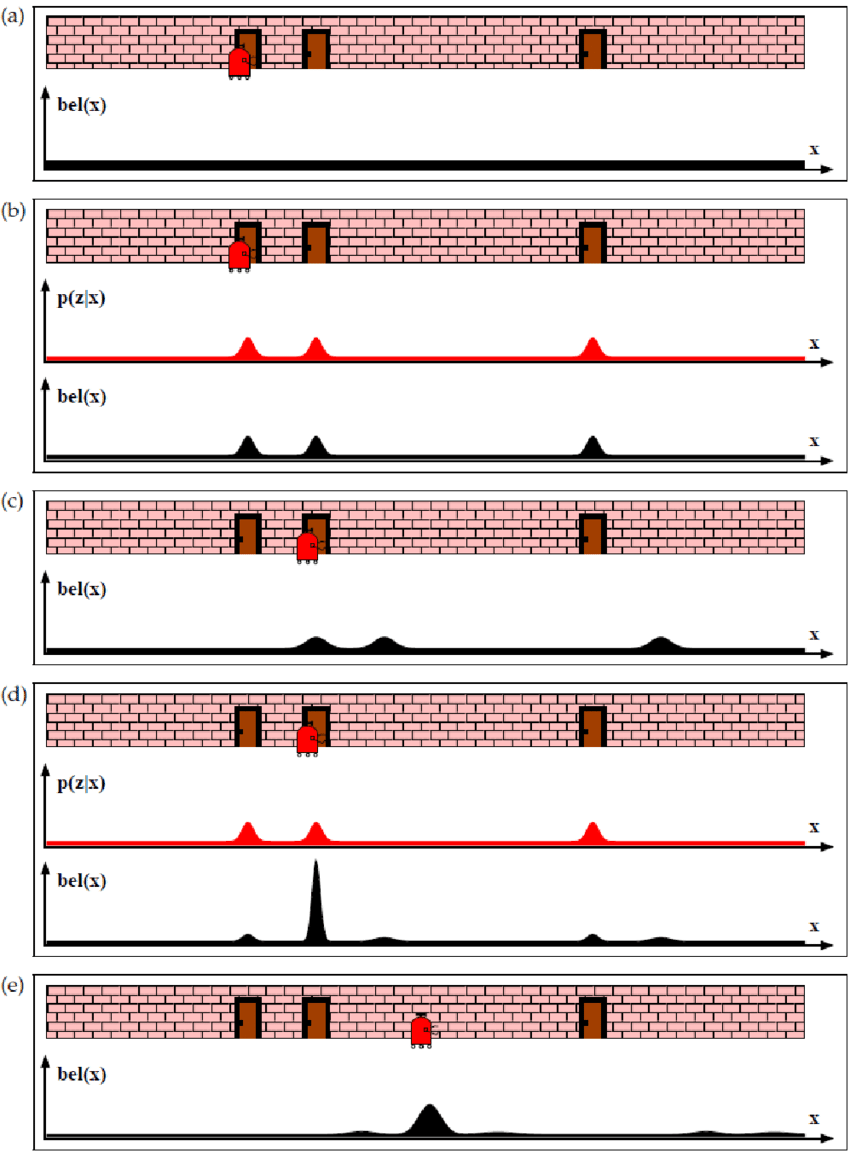 (a)
bel(x)
x
(b)
p(z|x)
x
bel(x)
x
(c)
bel(x)
x
(d)
p(z|x)
x
bel(x)
x
(e)
bel(x)
x